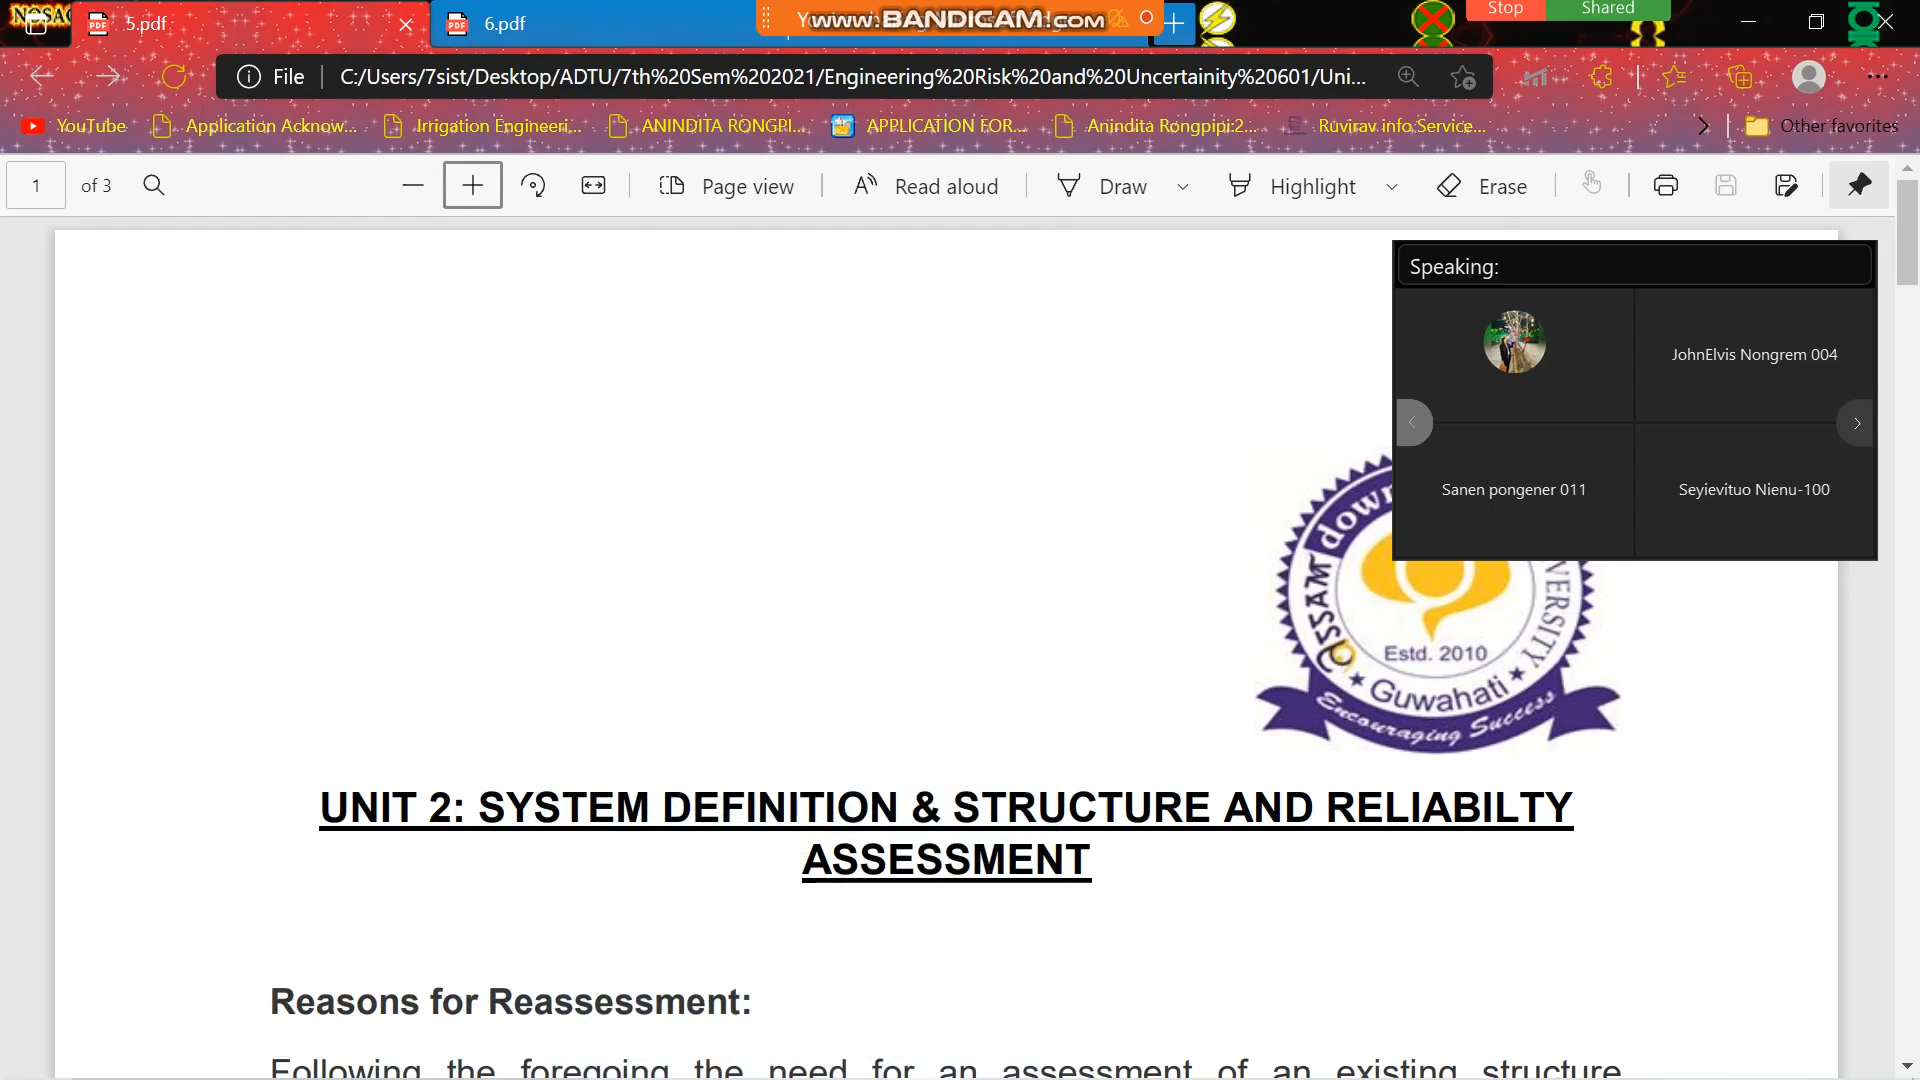 5.pdf
6.pdf
www.BANDICAM.com
Stop
Shared
File
C:/Users/7sist/Desktop/ADTU/7th%20Sem%202021/Engineering%20Risk%20and%20Uncertainity%20601/Uni...
YouTube
Application Acknow...
Irrigation Engineeri...
ANINDITA RONGPI...
APPLICATION FOR...
Anindita Rongpipi:2...
Ruvirav info Service...
Other favorites
1 of 3
Page view
Read aloud
Draw
Highlight
Erase
Speaking:
JohnElvis Nongrem 004
Sanen pongener 011
Seyievituo Nienu-100
assam down
VERSITY
Estd. 2010
Guwahati
Encouraging Success
UNIT 2: SYSTEM DEFINITION & STRUCTURE AND RELIABILTY
ASSESSMENT
Reasons for Reassessment:
Following the foregoing the need for an assessment of an existing structure